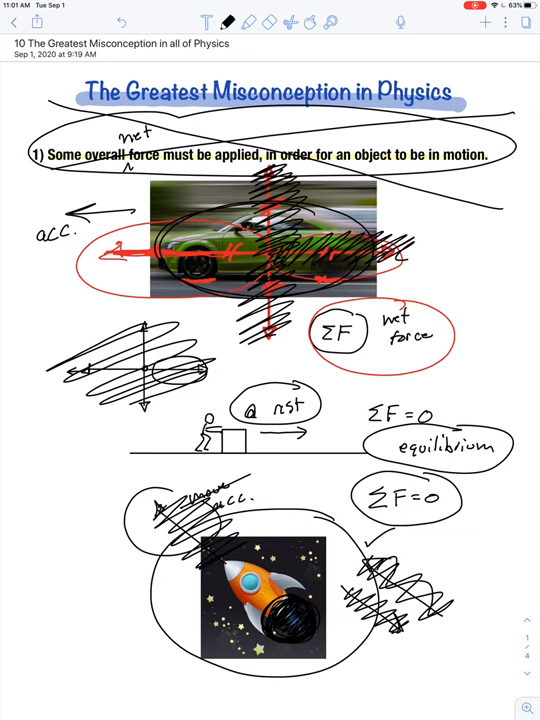 11:01 AM Tue Sep 1
63%
10 The Greatest Misconception in all of Physics
Sep 1, 2020 at 9:19 AM
The Greatest Misconception in Physics
net
1) Some overall force must be applied, in order for an object to be in motion.
acc.
ΣF net
force
@ rest
ΣF=0
equilibrium
ΣF=0
move
acc.
1
4